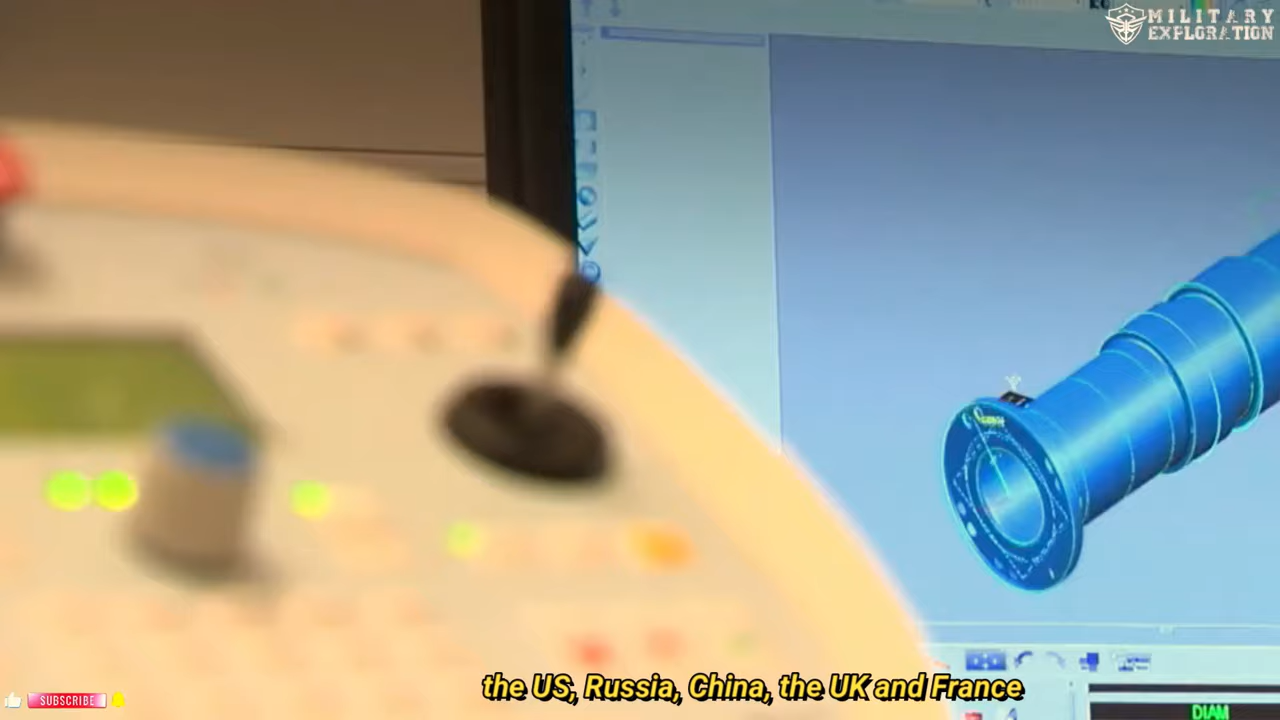 MILITARY
EXPLORATION
the US, Russia, China, the UK and France
SUBSCRIBE
DIAM